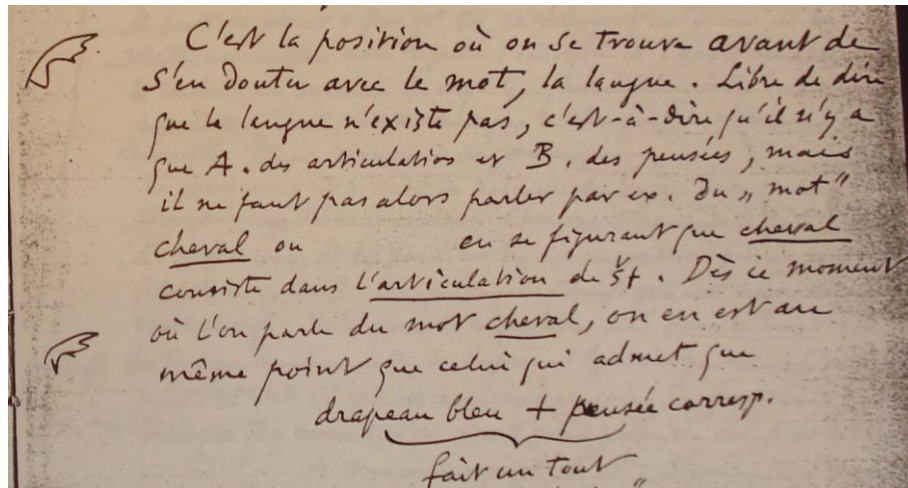 C'est la position où on se trouve avant de
s'en douter avec le mot, la langue. Libre de dire
que la langue n'existe pas, c'est-à-dire qu'il n'y a
que A. des articulatios et B. des pensées, mais
il ne faut pas alors parler par ex. du „mot"
cheval ou en se figurant que cheval
consiste dans l'articulation de
. Dès ce moment
où l'on parle du mot cheval, on en est au
même point que celui qui admet que
drapeau bleu + pensée corresp.
fait un tout